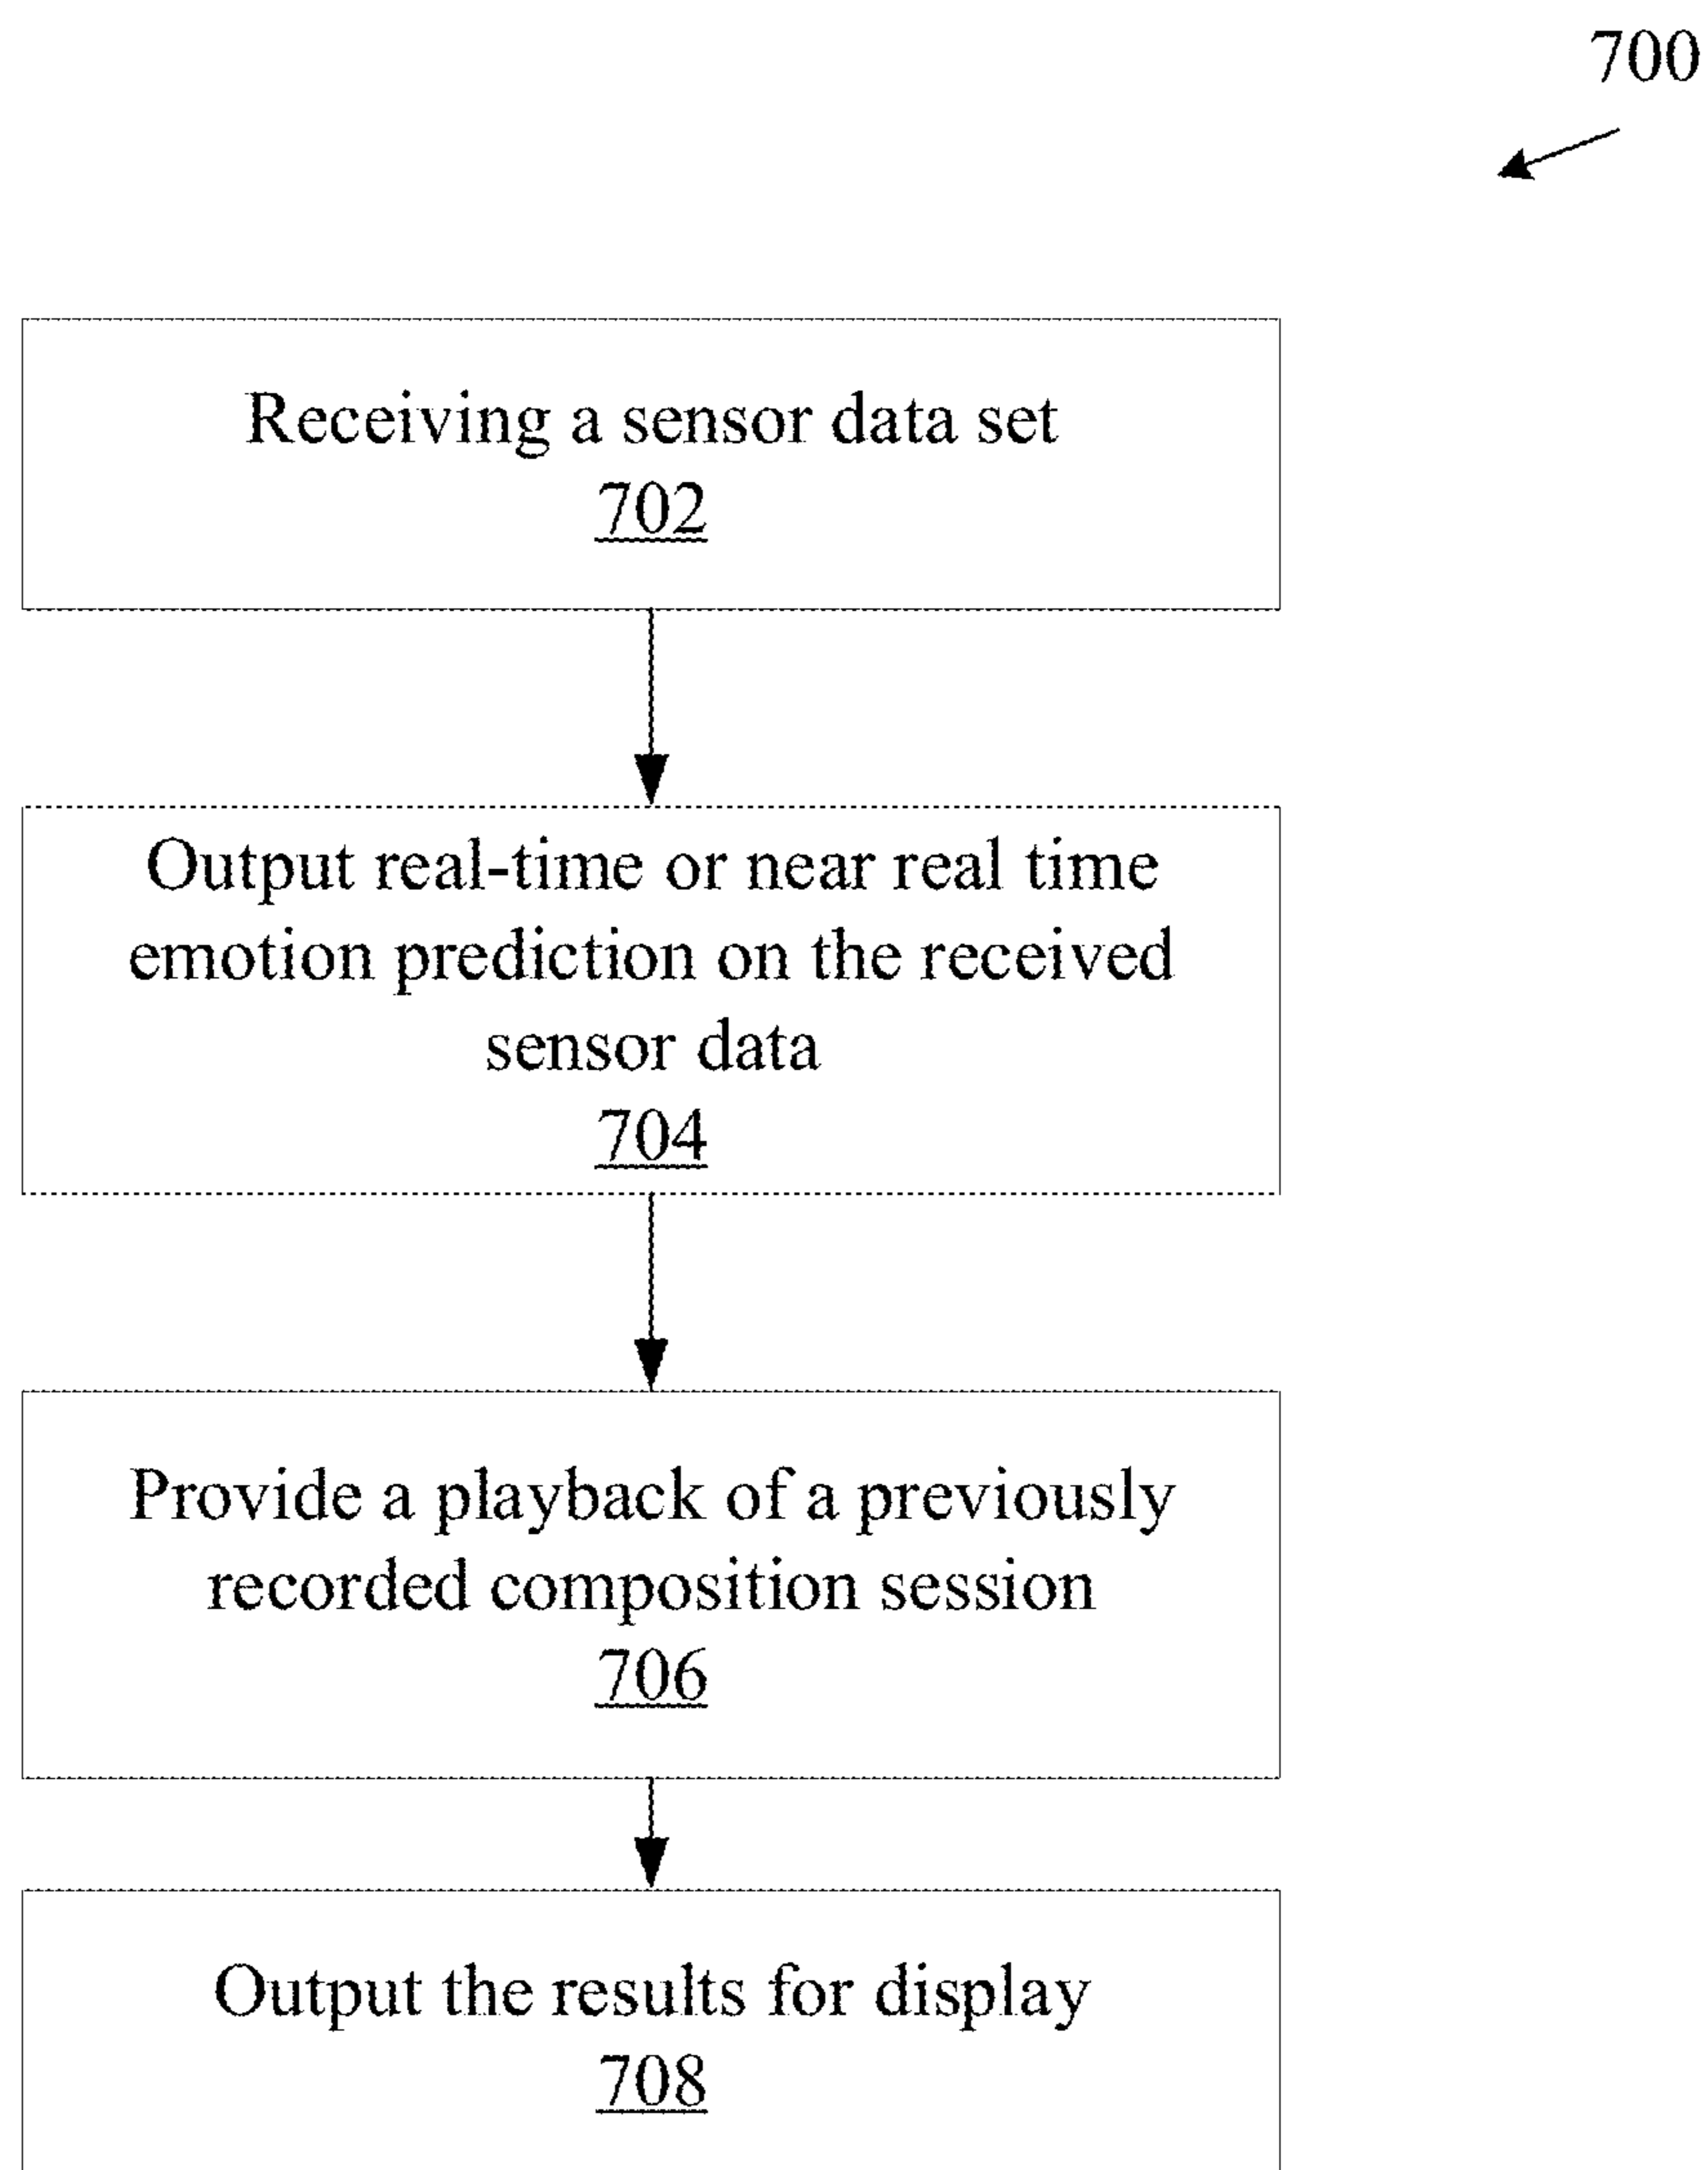 700
Receiving a sensor data set
702
Output real-time or near real time
emotion prediction on the received
sensor data
704
Provide a playback of a previously
recorded composition session
706
Output the results for display
708